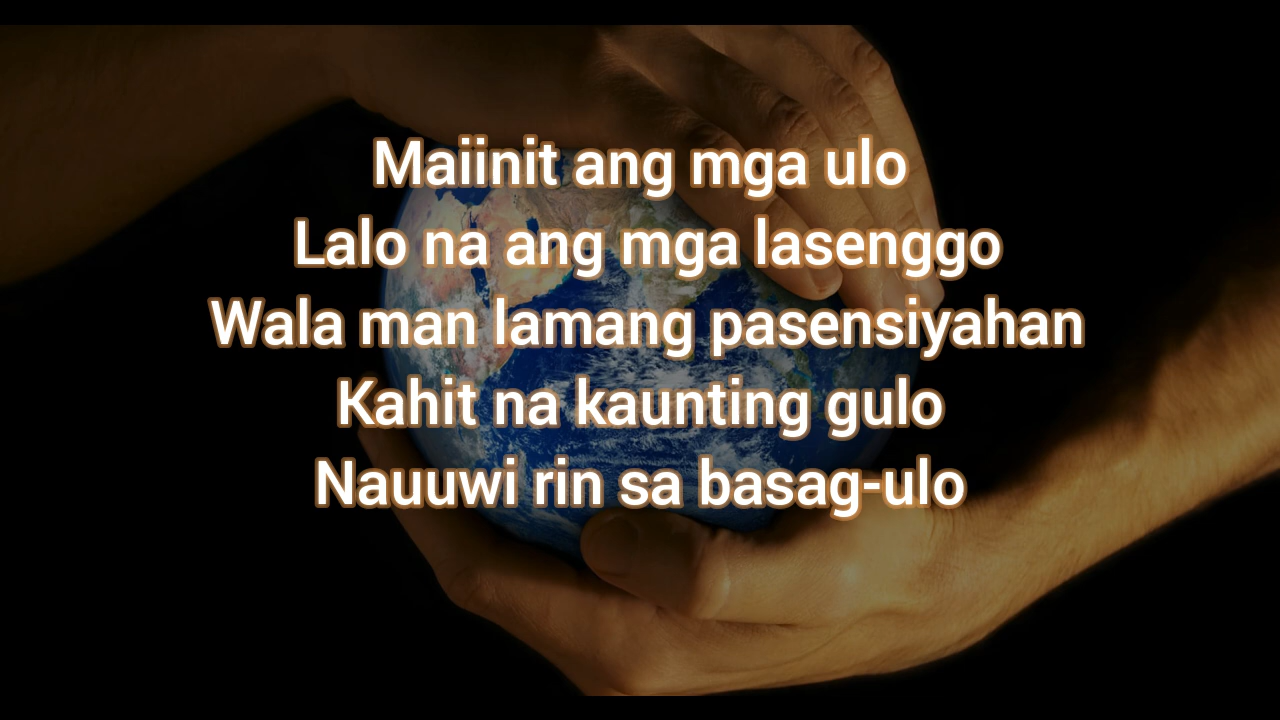 Maiinit ang mga ulo
Lalo na ang mga lasenggo
Wala man lamang pasensiyahan
Kahit na kaunting gulo
Nauuwi rin sa basag-ulo